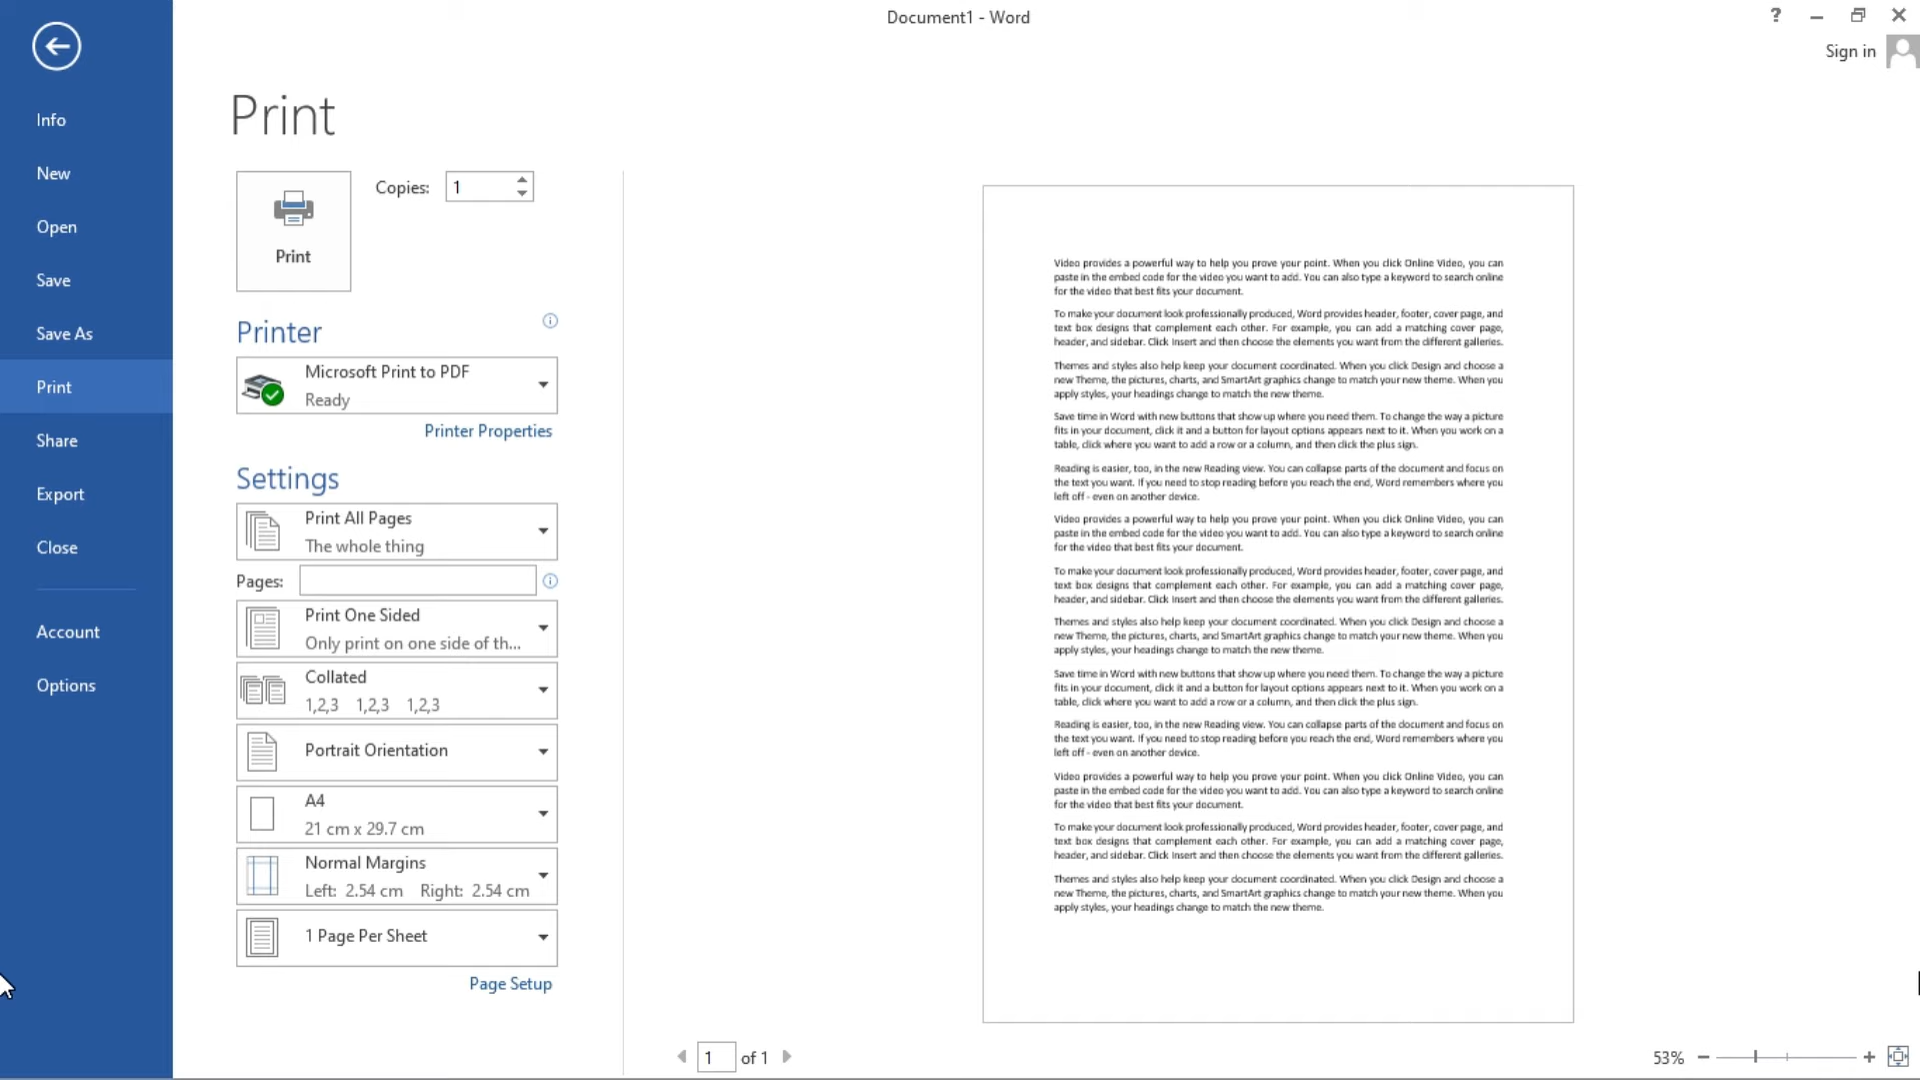 Document1 - Word
?
Sign in
Info
New
Open
Save
Save As
Print
Share
Export
Close
Account
Options
Print
Print
Copies: 1
Printer
Microsoft Print to PDF
Ready
Printer Properties
Settings
Print All Pages
The whole thing
Pages:
Print One Sided
Only print on one side of th...
Collated
1,2,3 1,2,3 1,2,3
Portrait Orientation
A4
21 cm x 29.7 cm
Normal Margins
Left: 2.54 cm Right: 2.54 cm
1 Page Per Sheet
Page Setup
Video provides a powerful way to help you prove your point. When you click Online Video, you can
paste in the embed code for the video you want to add. You can also type a keyword to search online
for the video that best fits your document.
To make your document look professionally produced, Word provides header, footer, cover page, and
text box designs that complement each other. For example, you can add a matching cover page,
header, and sidebar. Click Insert and then choose the elements you want from the different galleries.
Themes and styles also help keep your document coordinated. When you click Design and choose a
new Theme, the pictures, charts, and SmartArt graphics change to match your new theme. When you
apply styles, your headings change to match the new theme.
Save time in Word with new buttons that show up where you need them. To change the way a picture
fits in your document, click it and a button for layout options appears next to it. When you work on a
table, click where you want to add a row or a column, and then click the plus sign.
Reading is easier, too, in the new Reading view. You can collapse parts of the document and focus on
the text you want. If you need to stop reading before you reach the end, Word remembers where you
left off - even on another device.
Video provides a powerful way to help you prove your point. When you click Online Video, you can
paste in the embed code for the video you want to add. You can also type a keyword to search online
for the video that best fits your document.
To make your document look professionally produced, Word provides header, footer, cover page, and
text box designs that complement each other. For example, you can add a matching cover page,
header, and sidebar. Click Insert and then choose the elements you want from the different galleries.
Themes and styles also help keep your document coordinated. When you click Design and choose a
new Theme, the pictures, charts, and SmartArt graphics change to match your new theme. When you
apply styles, your headings change to match the new theme.
Save time in Word with new buttons that show up where you need them. To change the way a picture
fits in your document, click it and a button for layout options appears next to it. When you work on a
table, click where you want to add a row or a column, and then click the plus sign.
Reading is easier, too, in the new Reading view. You can collapse parts of the document and focus on
the text you want. If you need to stop reading before you reach the end, Word remembers where you
left off - even on another device.
Video provides a powerful way to help you prove your point. When you click Online Video, you can
paste in the embed code for the video you want to add. You can also type a keyword to search online
for the video that best fits your document.
To make your document look professionally produced, Word provides header, footer, cover page, and
text box designs that complement each other. For example, you can add a matching cover page,
header, and sidebar. Click Insert and then choose the elements you want from the different galleries.
Themes and styles also help keep your document coordinated. When you click Design and choose a
new Theme, the pictures, charts, and SmartArt graphics change to match your new theme. When you
apply styles, your headings change to match the new theme.
1 of 1
53%